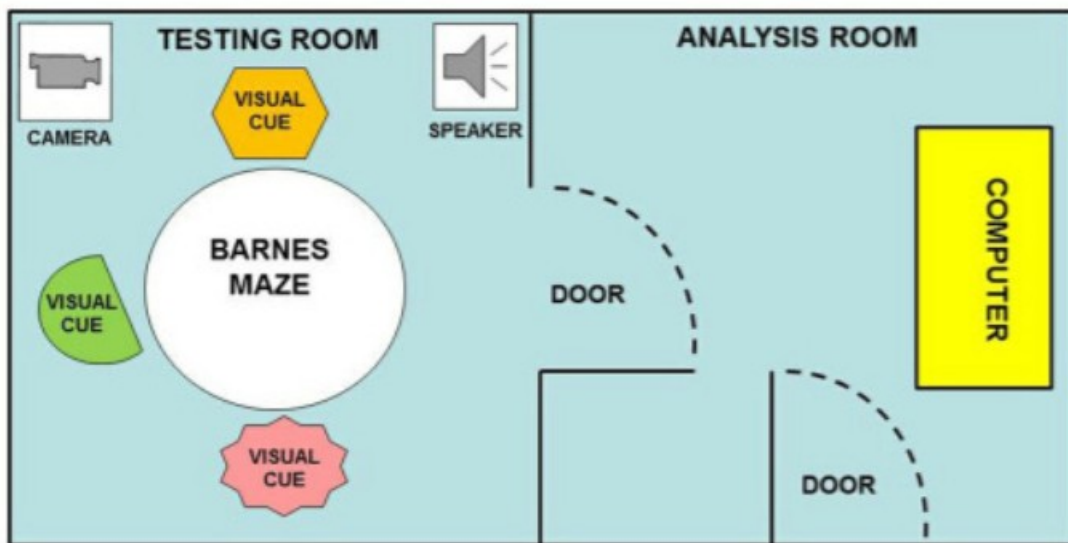 TESTING ROOM
ANALYSIS ROOM
CAMERA
VISUAL
CUE
SPEAKER
BARNES
MAZE
VISUAL
CUE
DOOR
COMPUTER
VISUAL
CUE
DOOR